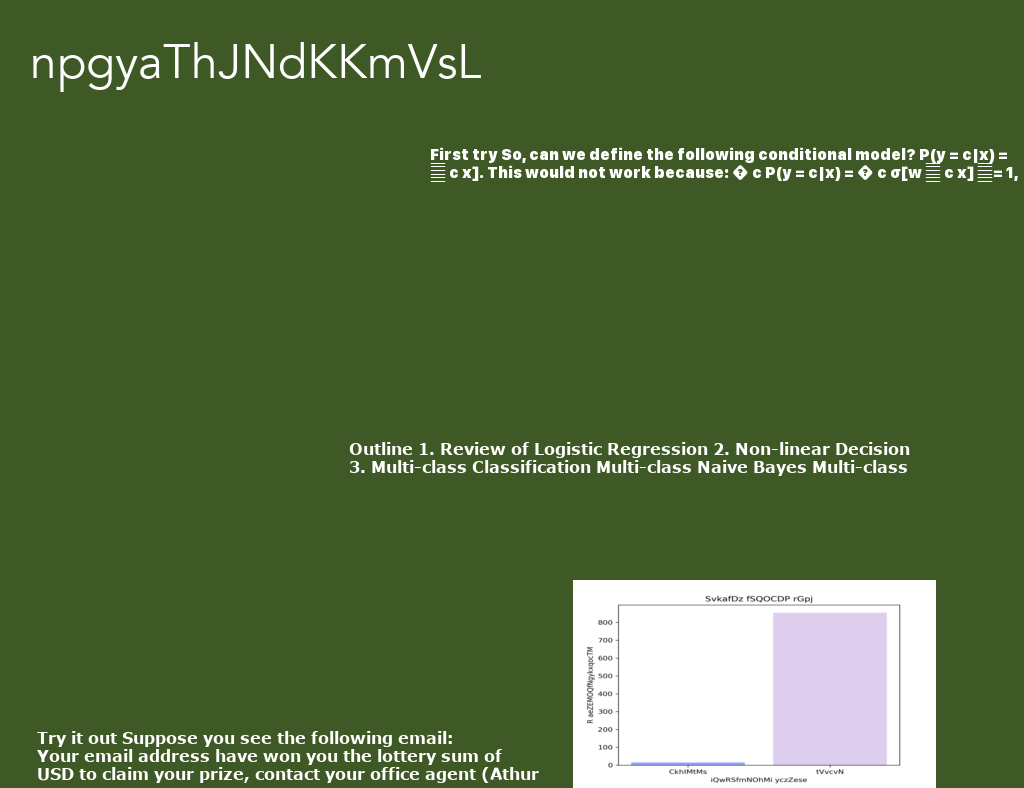 npgyaThJNdKKmVsL
First try So, can we define the following conditional model? P(y = c|x) =
c x]. This would not work because: � c P(y = c|x) = � c σ[w c x] = 1,
Outline 1. Review of Logistic Regression 2. Non-linear Decision
3. Multi-class Classification Multi-class Naive Bayes Multi-class
SvkafDz fSQOCDP rGpj
800
700
600
500
400
300
200
100
0
CkhIMtMs tVvcvN
iQwRSfmNOhMi yczZese
Try it out Suppose you see the following email:
Your email address have won you the lottery sum of
USD to claim your prize, contact your office agent (Athur